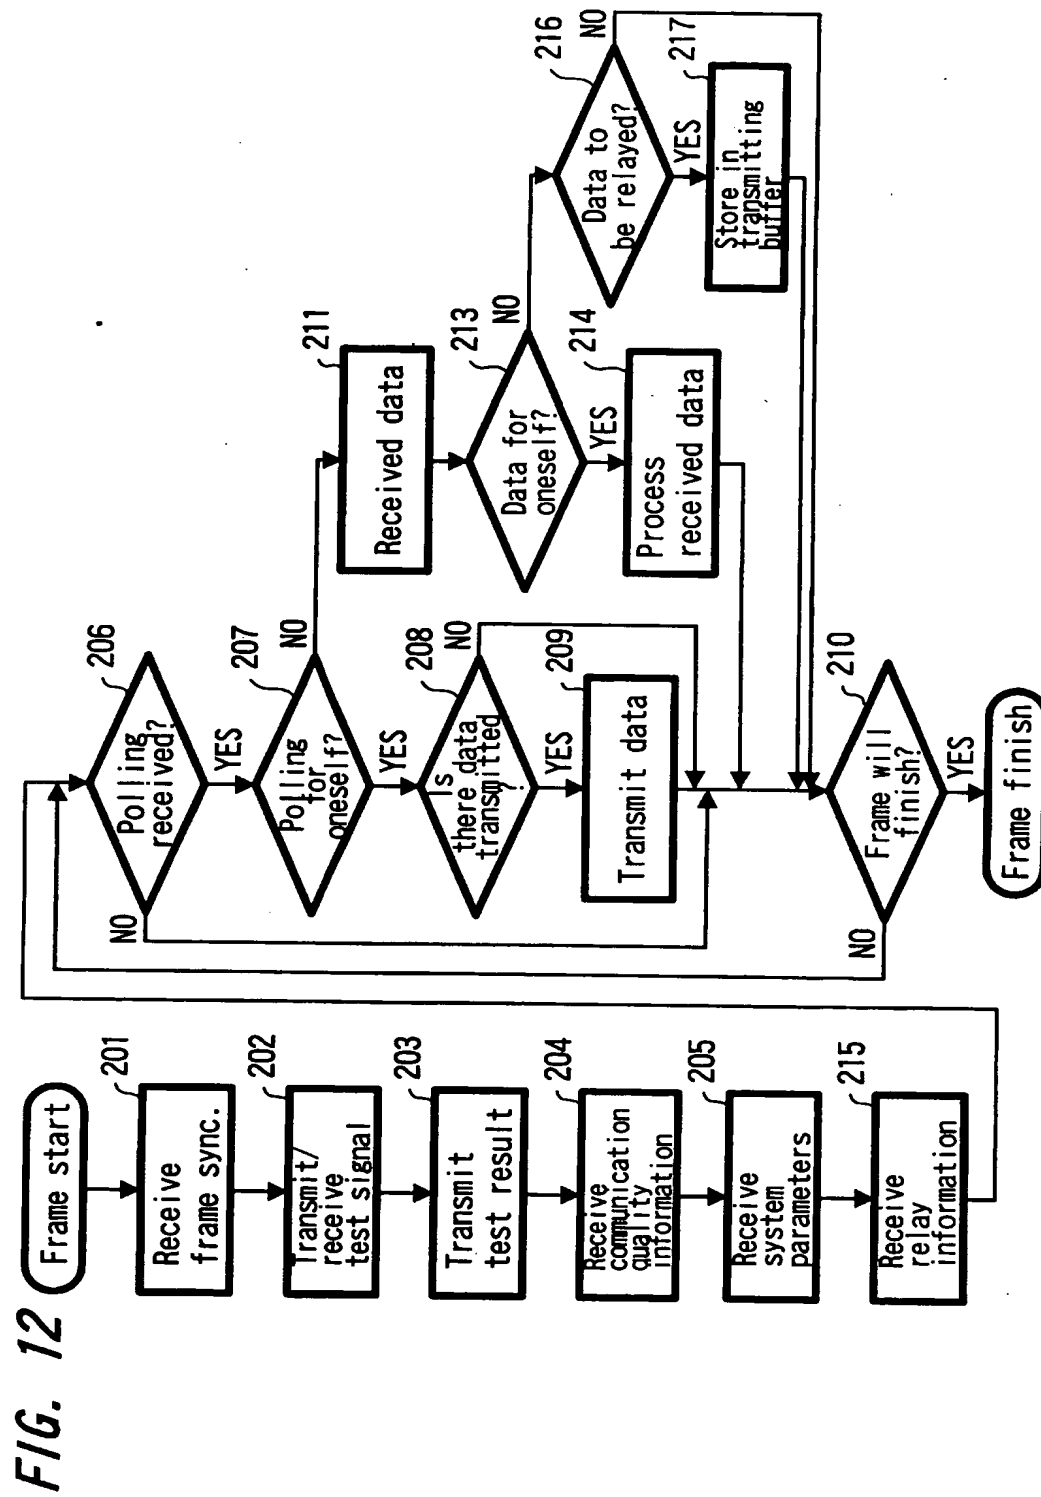 FIG. 12
Frame start
201
Receive
frame sync.
202
Transmit/
receive
test signal
203
Transmit
test result
204
Receive
communication
quality
information
205
Receive
system
parameters
215
Receive
relay
information
206
Polling
received?
NO
YES
207
Polling
for
oneself?
NO
YES
208
Is
there data
transmitted
?
NO
YES
209
Transmit data
211
Received data
213
Data for
oneself?
NO
YES
214
Process
received data
216
Data to
be relayed?
NO
YES
217
Store in
transmitting
buffer
210
Frame will
finish?
NO
YES
Frame finish